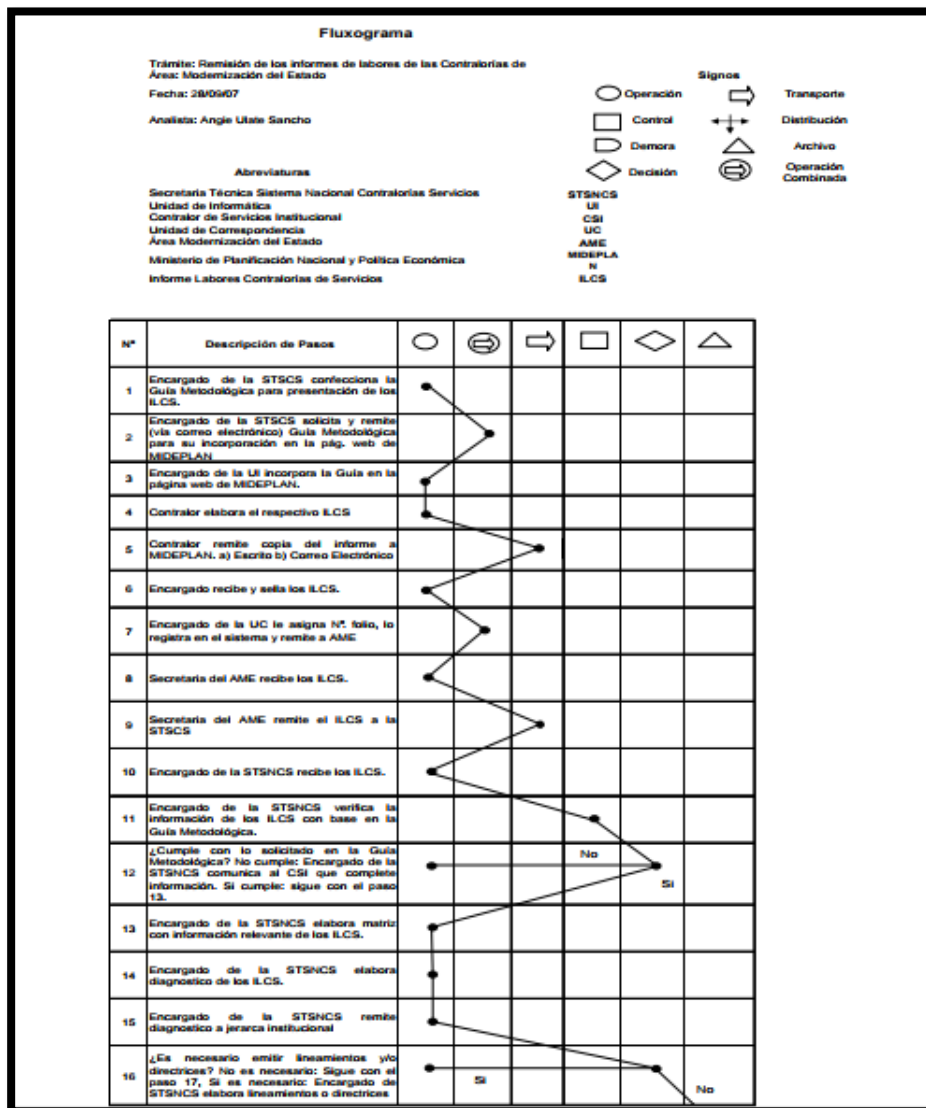 Fluxograma
Trámite: Remisión de los informes de labores de las Contralorías de
Área: Modernización del Estado
Signos
Fecha: 28/09/07
Operación
Transporte
Analista: Angie Ulate Sancho
Control
Distribución
Demora
Archivo
Abreviaturas
Decisión
Operación
Combinada
Secretaria Técnica Sistema Nacional Contralorías Servicios STSNCS
Unidad de Informática UI
Contralor de Servicios Institucional CSI
Unidad de Correspondencia UC
Área Modernización del Estado AME
Ministerio de Planificación Nacional y Política Económica MIDEPLA
N
Informe Labores Contralorías de Servicios ILCS
Nº Descripción de Pasos
1 Encargado de la STSCS confecciona la
Guía Metodológica para presentación de los
ILCS.
2 Encargado de la STSCS solicita y remite
(vía correo electrónico) Guía Metodológica
para su incorporación en la pág. web de
MIDEPLAN
3 Encargado de la UI incorpora la Guía en la
página web de MIDEPLAN.
4 Contralor elabora el respectivo ILCS
5 Contralor remite copia del informe a
MIDEPLAN. a) Escrito b) Correo Electrónico
6 Encargado recibe y sella los ILCS.
7 Encargado de la UC le asigna Nº. folio, lo
registra en el sistema y remite a AME
8 Secretaria del AME recibe los ILCS.
9 Secretaria del AME remite el ILCS a la
STSCS
10 Encargado de la STSNCS recibe los ILCS.
11 Encargado de la STSNCS verifica la
información de los ILCS con base en la
Guía Metodológica.
12 ¿Cumple con lo solicitado en la Guía
Metodológica? No cumple: Encargado de la
STSNCS comunica al CSI que complete
información. Si cumple: sigue con el paso
13.
No
Si
13 Encargado de la STSNCS elabora matriz
con información relevante de los ILCS.
14 Encargado de la STSNCS elabora
diagnostico de los ILCS.
15 Encargado de la STSNCS remite
diagnostico a jerarca institucional
16 ¿Es necesario emitir lineamientos y/o
directrices? No es necesario: Sigue con el
paso 17, Si es necesario: Encargado de
STSNCS elabora lineamientos o directrices
Si
No